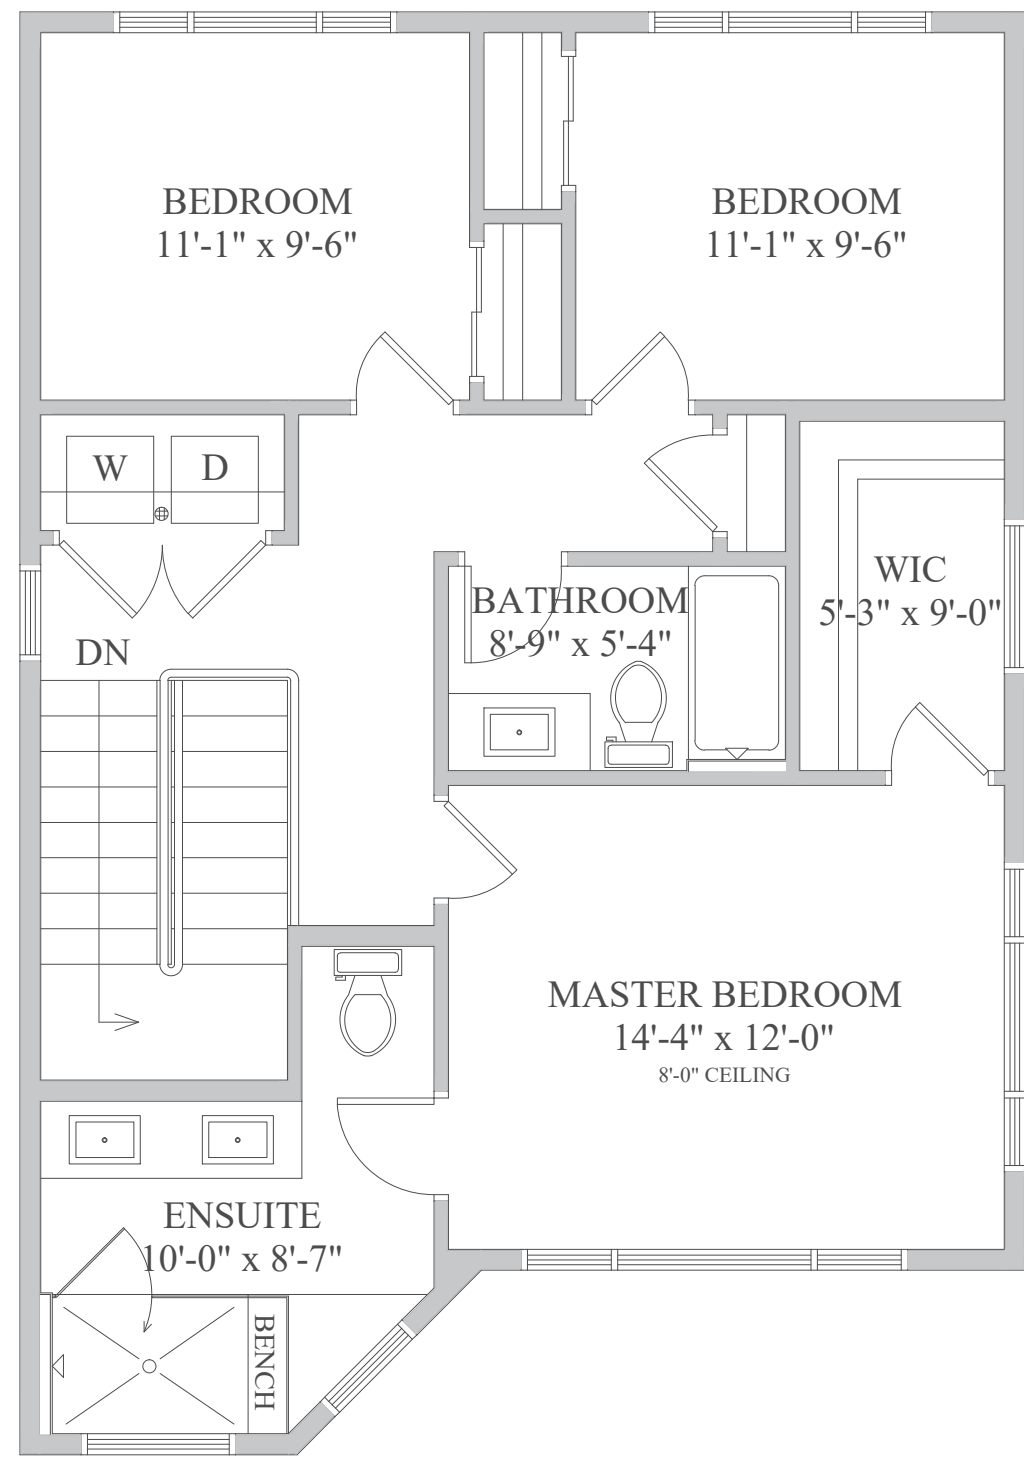 BEDROOM
11'-1" x 9'-6"
BEDROOM
11'-1" x 9'-6"
W
D
WIC
5'-3" x 9'-0"
BATHROOM
8'-9" x 5'-4"
DN
MASTER BEDROOM
14'-4" x 12'-0"
8'-0" CEILING
ENSUITE
10'-0" x 8'-7"
BENCH